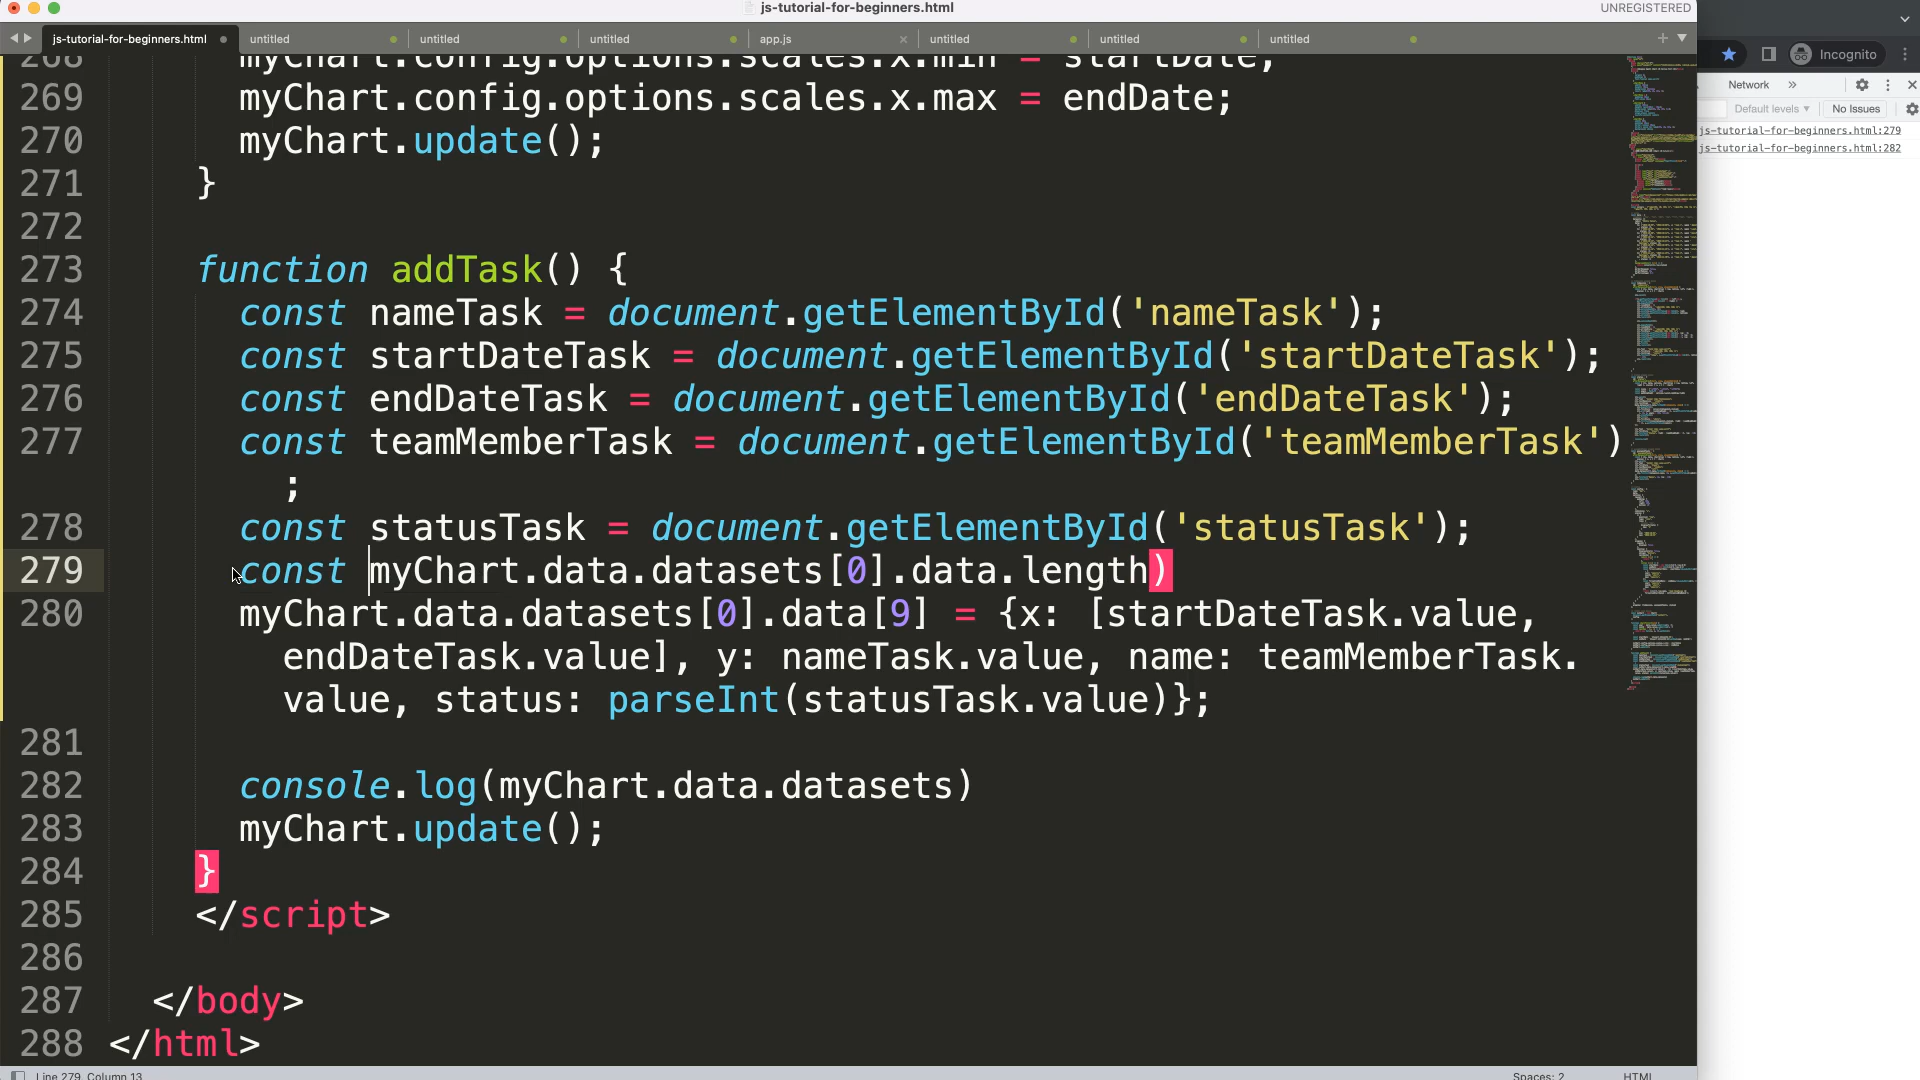 js-tutorial-for-beginners.html
UNREGISTERED
js-tutorial-for-beginners.html untitled untitled untitled app.js untitled untitled untitled
Incognito
268 myChart.config.options.scales.x.min = startDate;
269 myChart.config.options.scales.x.max = endDate;
270 myChart.update();
271 }
272
273 function addTask() {
274 const nameTask = document.getElementById('nameTask');
275 const startDateTask = document.getElementById('startDateTask');
276 const endDateTask = document.getElementById('endDateTask');
277 const teamMemberTask = document.getElementById('teamMemberTask')
;
278 const statusTask = document.getElementById('statusTask');
279 const myChart.data.datasets[0].data.length)
280 myChart.data.datasets[0].data[9] = {x: [startDateTask.value,
endDateTask.value], y: nameTask.value, name: teamMemberTask.
value, status: parseInt(statusTask.value)};
281
282 console.log(myChart.data.datasets)
283 myChart.update();
284 }
285 </script>
286
287 </body>
288 </html>
Network »
Default levels ▾ No Issues
js-tutorial-for-beginners.html:279
js-tutorial-for-beginners.html:282
Line 279, Column 13
Spaces: 2
HTML